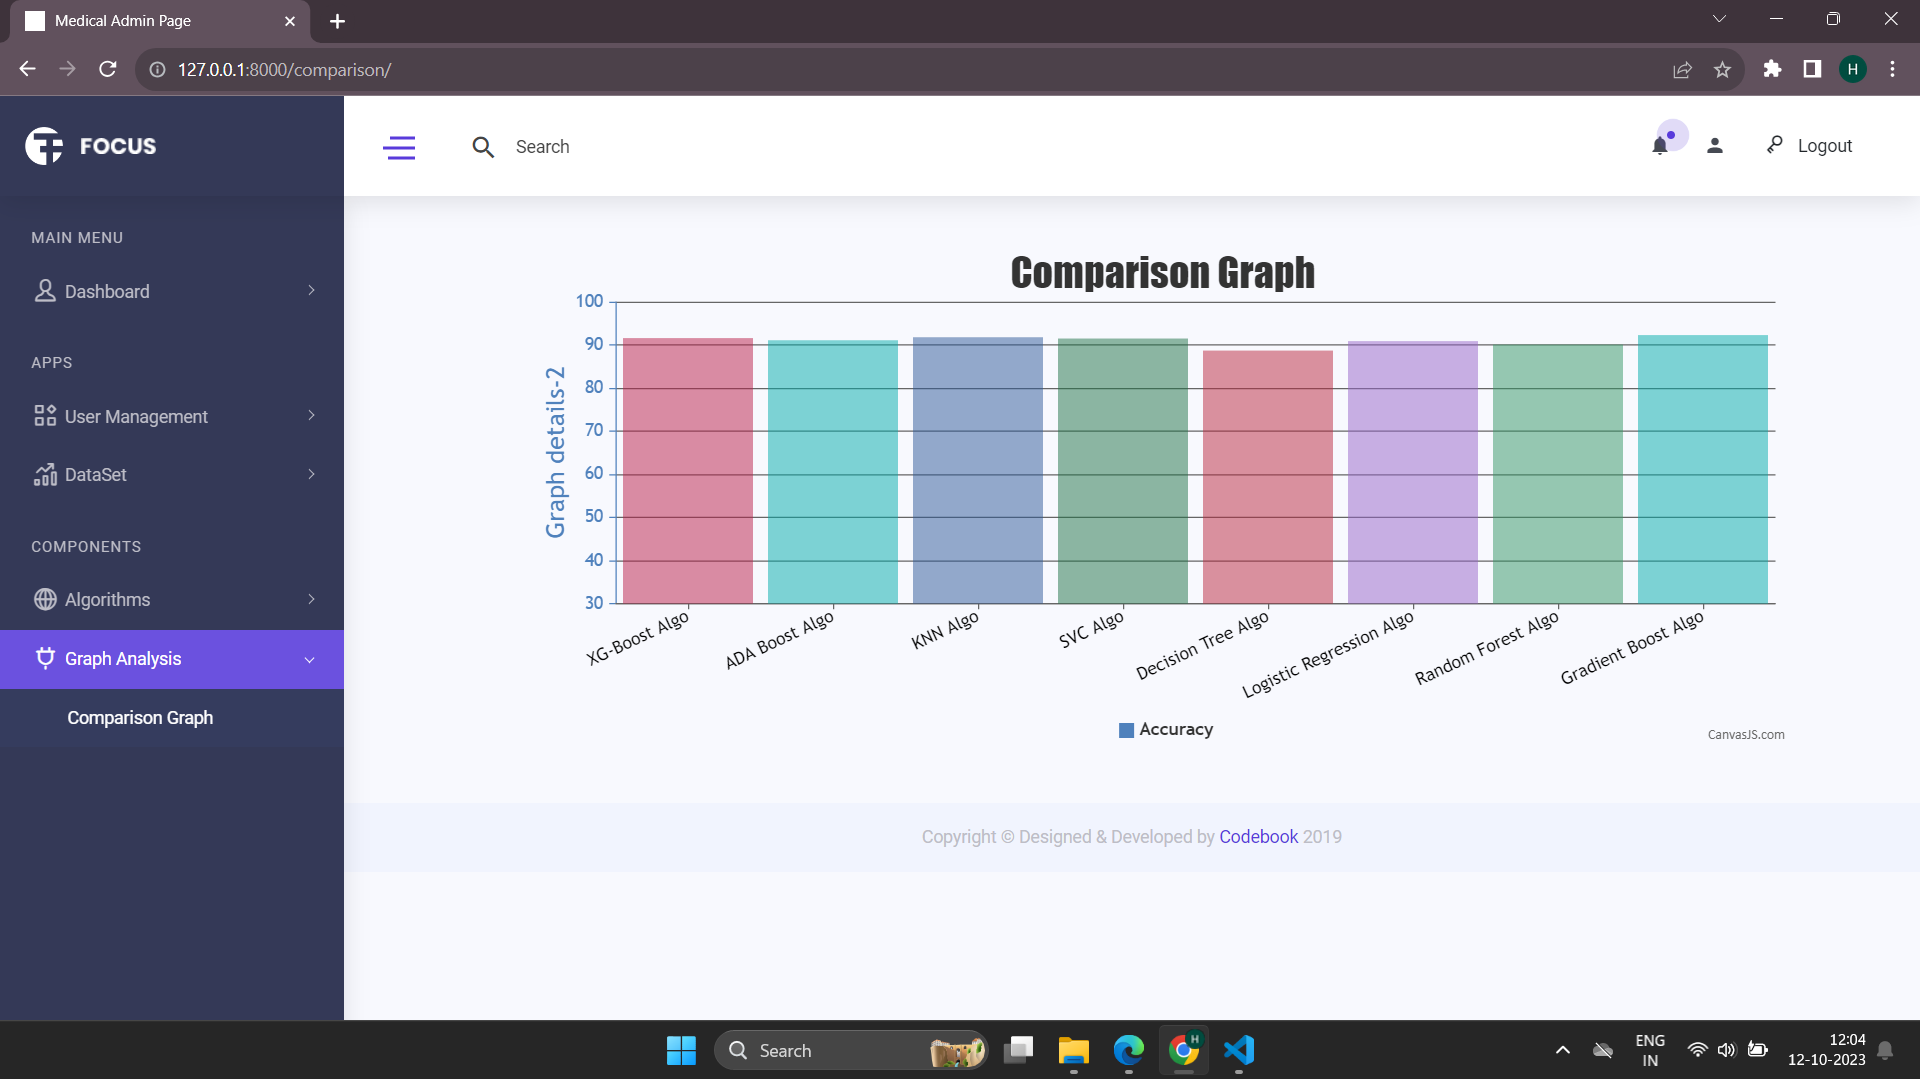 Medical Admin Page
127.0.0.1:8000/comparison/
H
FOCUS
Search
Logout
MAIN MENU
Dashboard
APPS
User Management
DataSet
COMPONENTS
Algorithms
Graph Analysis
Comparison Graph
Comparison Graph
Graph details-2
100
90
80
70
60
50
40
30
XG-Boost Algo
ADA Boost Algo
KNN Algo
SVC Algo
Decision Tree Algo
Logistic Regression Algo
Random Forest Algo
Gradient Boost Algo
Accuracy
CanvasJS.com
Copyright © Designed & Developed by Codebook 2019
Search
H
ENG
IN
12:04
12-10-2023